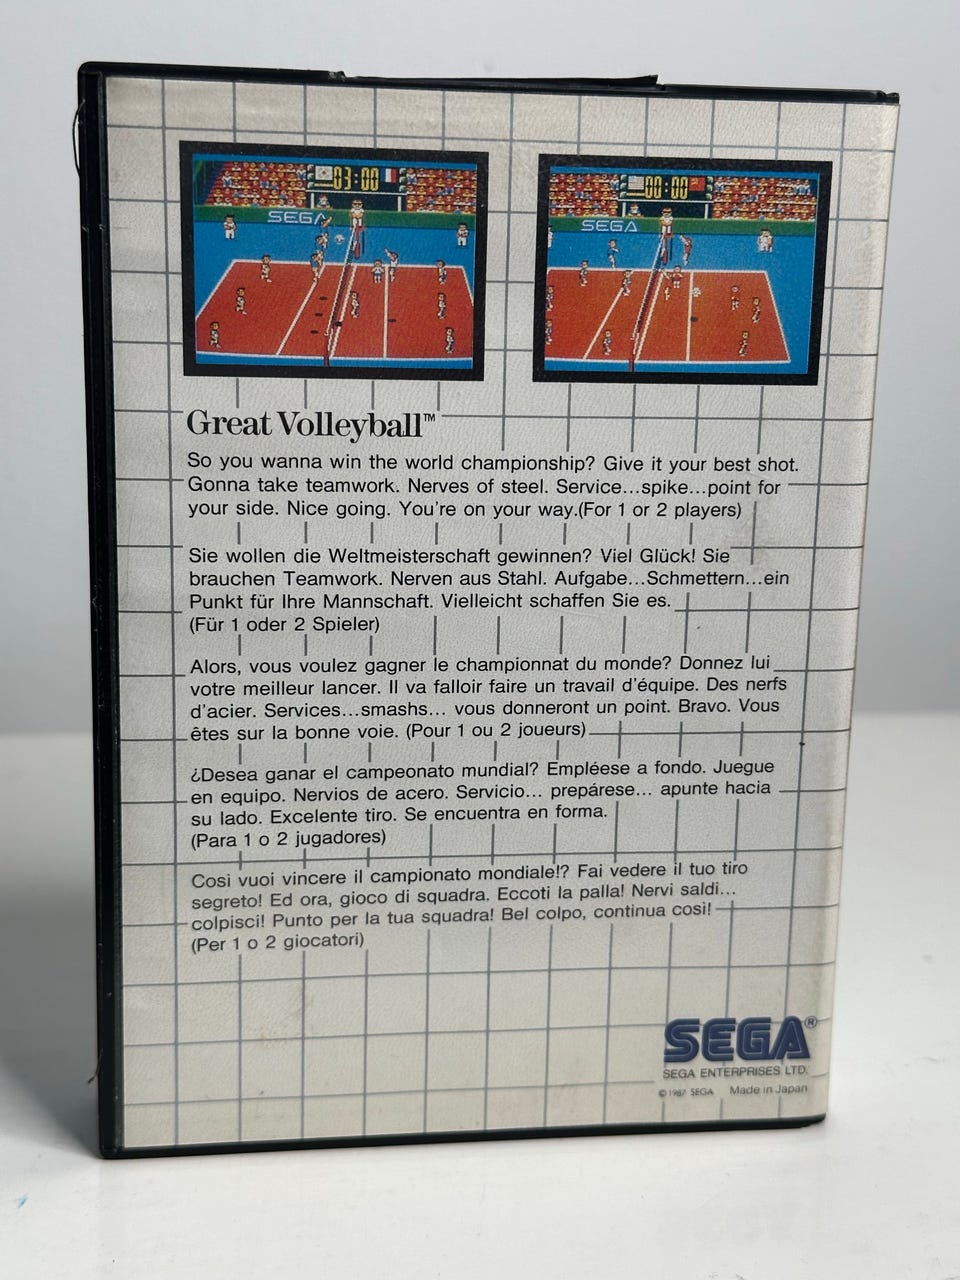 03:00
SEGA
00:00
SEGA
Great Volleyball™
So you wanna win the world championship? Give it your best shot.
Gonna take teamwork. Nerves of steel. Service...spike...point for
your side. Nice going. You're on your way.(For 1 or 2 players)
Sie wollen die Weltmeisterschaft gewinnen? Viel Glück! Sie
brauchen Teamwork. Nerven aus Stahl. Aufgabe...Schmettern...ein
Punkt für Ihre Mannschaft. Vielleicht schaffen Sie es.
(Für 1 oder 2 Spieler)
Alors, vous voulez gagner le championnat du monde? Donnez lui
votre meilleur lancer. Il va falloir faire un travail d'équipe. Des nerfs
d'acier. Services...smashs... vous donneront un point. Bravo. Vous
êtes sur la bonne voie. (Pour 1 ou 2 joueurs)
¿Desea ganar el campeonato mundial? Empléese a fondo. Juegue
en equipo. Nervios de acero. Servicio... prepárese... apunte hacia
su lado. Excelente tiro. Se encuentra en forma.
(Para 1 o 2 jugadores)
Così vuoi vincere il campionato mondiale!? Fai vedere il tuo tiro
segreto! Ed ora, gioco di squadra. Eccoti la palla! Nervi saldi...
colpisci! Punto per la tua squadra! Bel colpo, continua così!
(Per 1 o 2 giocatori)
SEGA®
SEGA ENTERPRISES LTD.
©1987 SEGA Made in Japan